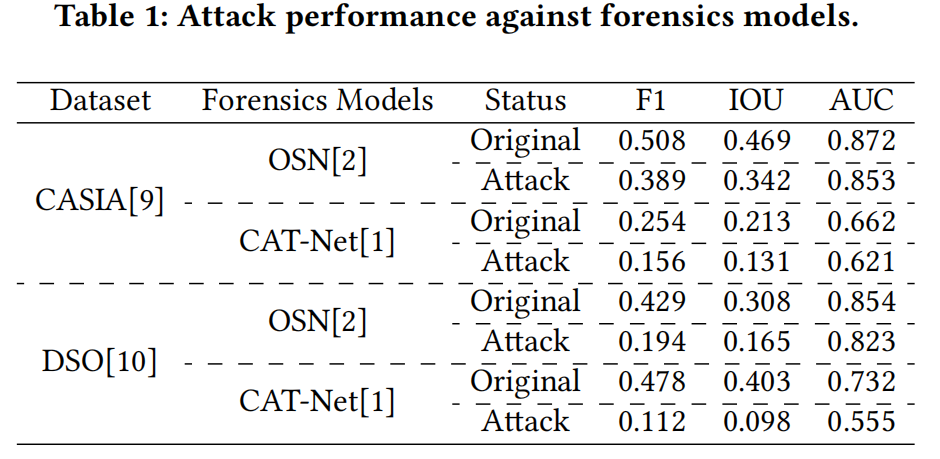 Table 1: Attack performance against forensics models.
Dataset Forensics Models Status F1 IOU AUC
CASIA[9] OSN[2] Original 0.508 0.469 0.872
Attack 0.389 0.342 0.853
CAT-Net[1] Original 0.254 0.213 0.662
Attack 0.156 0.131 0.621
DSO[10] OSN[2] Original 0.429 0.308 0.854
Attack 0.194 0.165 0.823
CAT-Net[1] Original 0.478 0.403 0.732
Attack 0.112 0.098 0.555